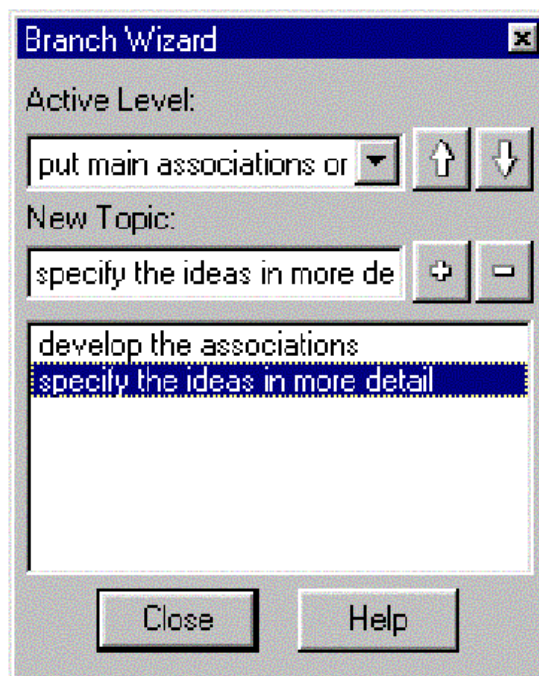 Branch Wizard
Active Level:
put main associations or
New Topic:
specify the ideas in more de
develop the associations
specify the ideas in more detail
Close Help